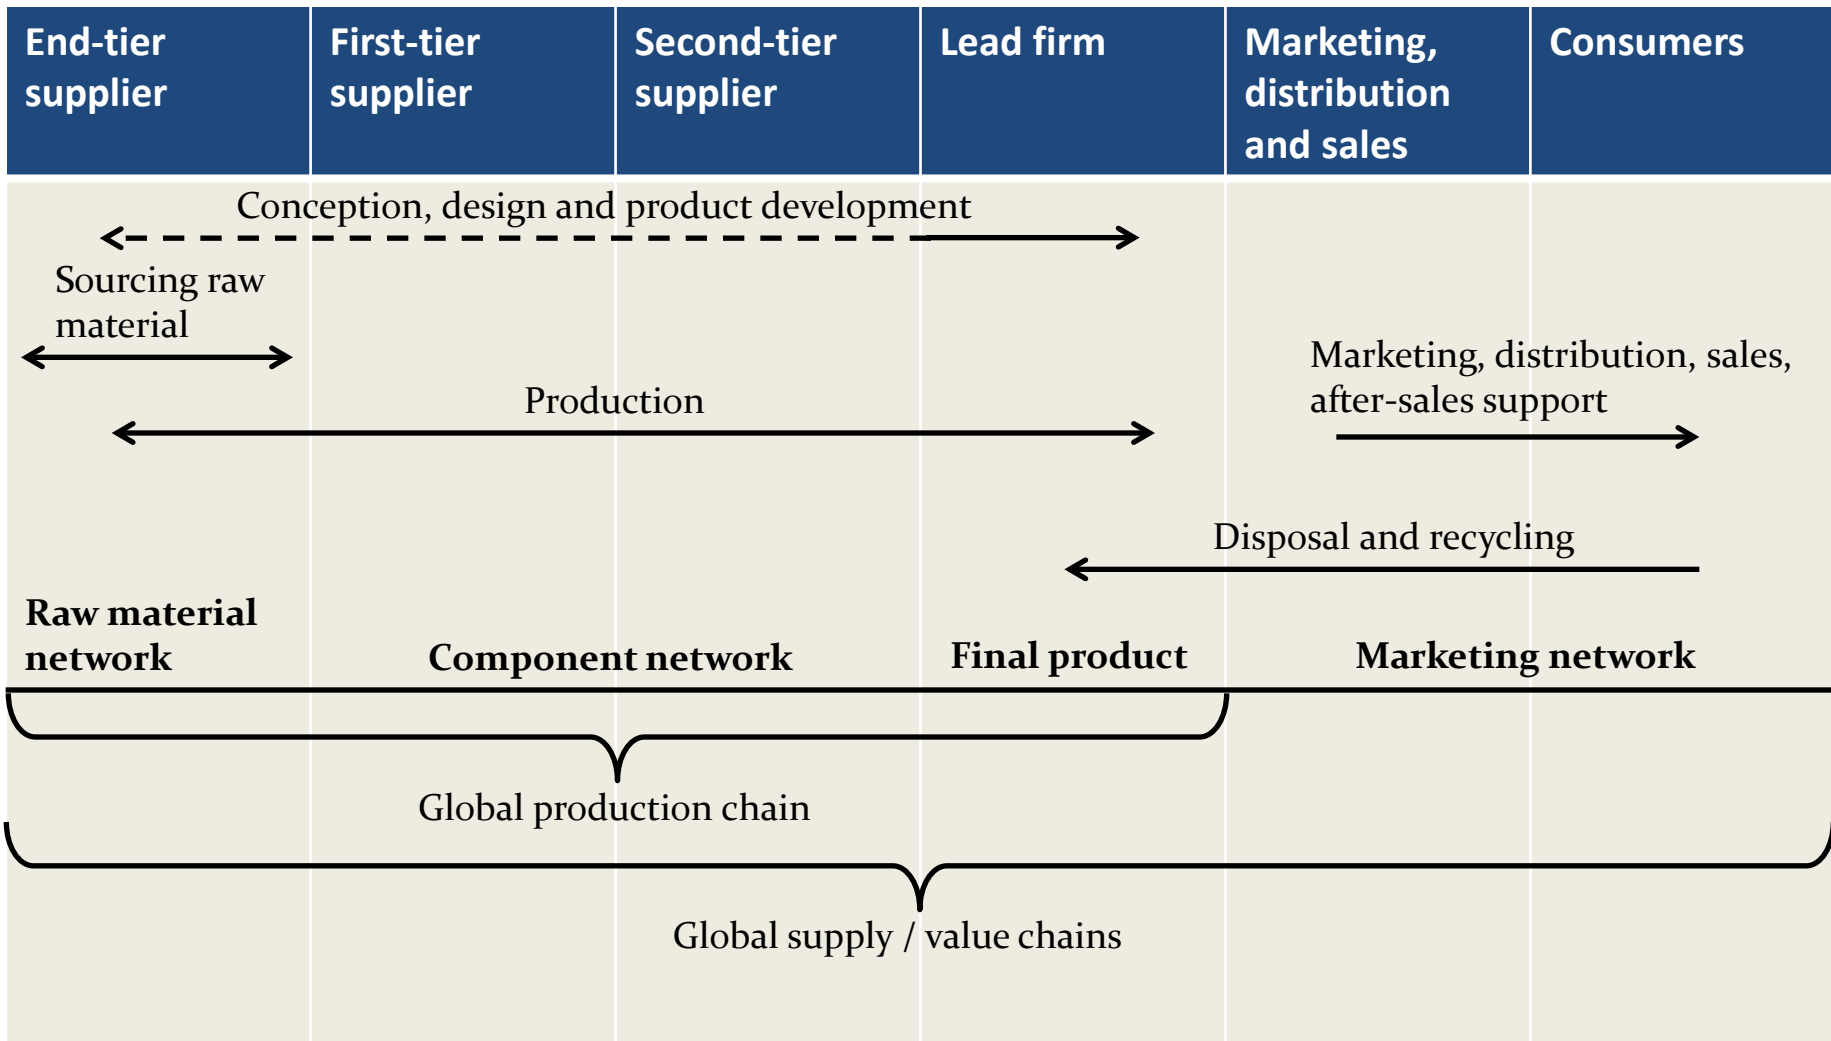 End-tier
supplier
First-tier
supplier
Second-tier
supplier
Lead firm
Marketing,
distribution
and sales
Consumers
Conception, design and product development
Sourcing raw
material
Marketing, distribution, sales,
after-sales support
Production
Disposal and recycling
Raw material
network
Component network
Final product
Marketing network
Global production chain
Global supply / value chains